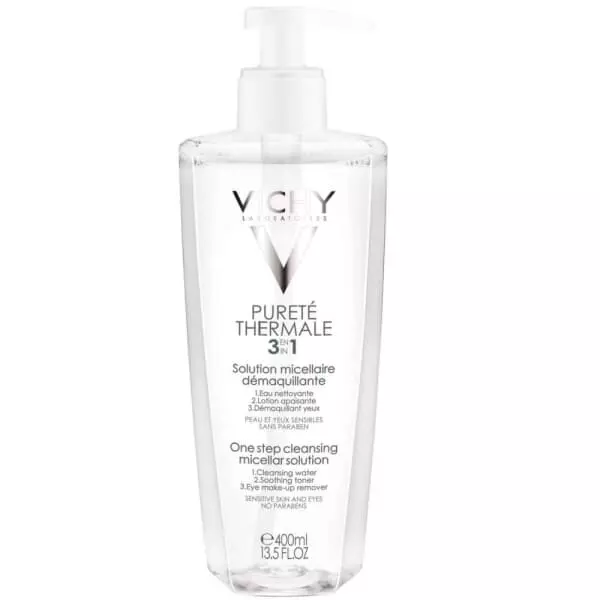 VICHY
LABORATOIRES
PURETÉ
THERMALE
3 EN IN 1
Solution micellaire
démaquillante
1.Eau nettoyante
2.Lotion apaisante
3.Démaquillant yeux
PEAU ET YEUX SENSIBLES
SANS PARABEN
One step cleansing
micellar solution
1.Cleansing water
2.Soothing toner
3.Eye make-up remover
SENSITIVE SKIN AND EYES
NO PARABENS
℮400ml
13.5 FL.OZ